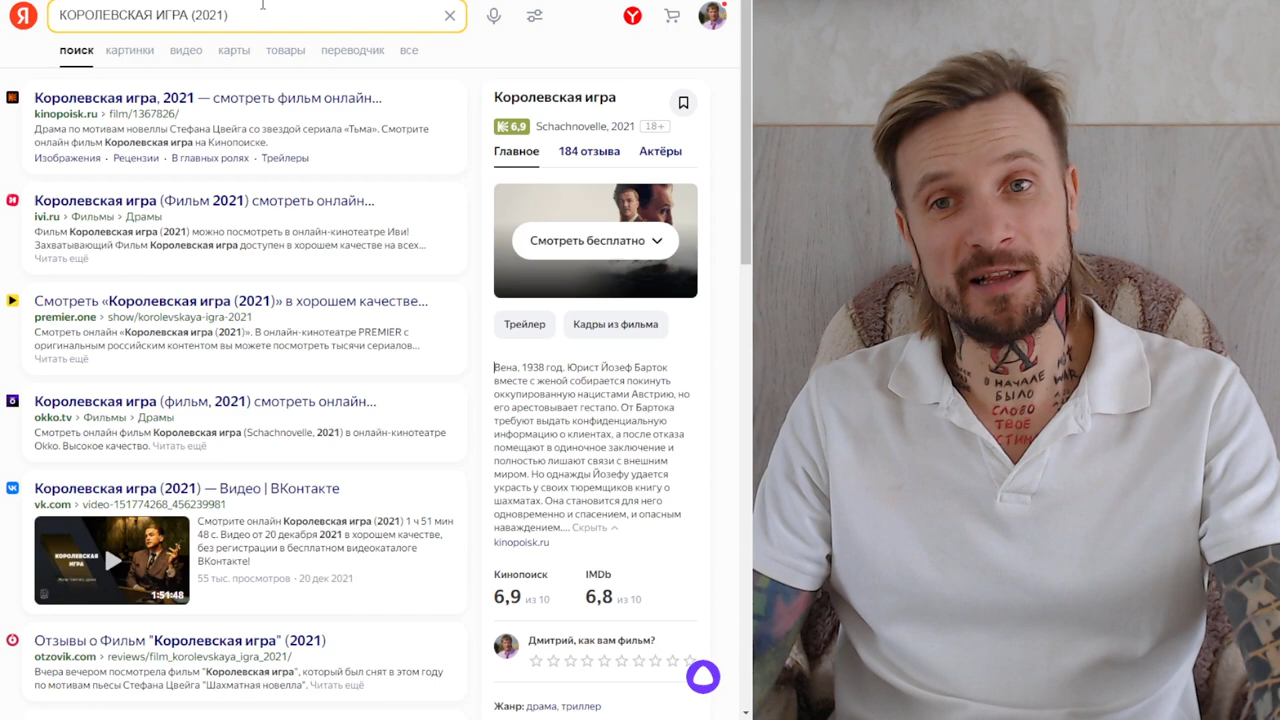 Я
КОРОЛЕВСКАЯ ИГРА (2021)
поиск
картинки
видео
карты
товары
переводчик
все
Королевская игра, 2021 — смотреть фильм онлайн...
kinopoisk.ru › film/1367826/
Драма по мотивам новеллы Стефана Цвейга со звездой сериала «Тьма». Смотрите
онлайн фильм Королевская игра на Кинопоиске.
Изображения · Рецензии · В главных ролях · Трейлеры
Королевская игра (Фильм 2021) смотреть онлайн...
ivi.ru › Фильмы › Драмы
Фильм Королевская игра (2021) можно посмотреть в онлайн-кинотеатре Иви!
Захватывающий Фильм Королевская игра доступен в хорошем качестве на всех...
Читать ещё
Смотреть «Королевская игра (2021)» в хорошем качестве...
premier.one › show/korolevskaya-igra-2021
Смотреть онлайн «Королевская игра (2021)». В онлайн-кинотеатре PREMIER с
оригинальным российским контентом вы можете посмотреть тысячи сериалов...
Читать ещё
Королевская игра (фильм, 2021) смотреть онлайн...
okko.tv › Фильмы › Драмы
Смотреть онлайн фильм Королевская игра (Schachnovelle, 2021) в онлайн-кинотеатре
Okko. Высокое качество. Читать ещё
Королевская игра (2021) — Видео | ВКонтакте
vk.com › video-151774268_456239981
КОРОЛЕВСКАЯ
ИГРА
1:51:48
Смотрите онлайн Королевская игра (2021) 1 ч 51 мин
48 с. Видео от 20 декабря 2021 в хорошем качестве,
без регистрации в бесплатном видеокаталоге
ВКонтакте!
55 тыс. просмотров · 20 дек 2021
Отзывы о Фильм "Королевская игра" (2021)
otzovik.com › reviews/film_korolevskaya_igra_2021/
Вчера вечером посмотрела фильм "Королевская игра", который был снят в этом году
по мотивам пьесы Стефана Цвейга "Шахматная новелла". Читать ещё
Королевская игра
6,9 Schachnovelle, 2021 18+
Главное
184 отзыва
Актёры
Смотреть бесплатно
Трейлер
Кадры из фильма
Вена, 1938 год. Юрист Йозеф Барток
вместе с женой собирается покинуть
оккупированную нацистами Австрию, но
его арестовывает гестапо. От Бартока
требуют выдать конфиденциальную
информацию о клиентах, а после отказа
помещают в одиночное заключение и
полностью лишают связи с внешним
миром. Но однажды Йозефу удается
украсть у своих тюремщиков книгу о
шахматах. Она становится для него
одновременно и спасением, и опасным
наваждением.... Скрыть
kinopoisk.ru
Кинопоиск
IMDb
6,9 из 10
6,8 из 10
Дмитрий, как вам фильм?
Жанр: драма, триллер
В НАЧАЛЕ
БЫЛО
СЛОВО
ТВОЕ
WAR